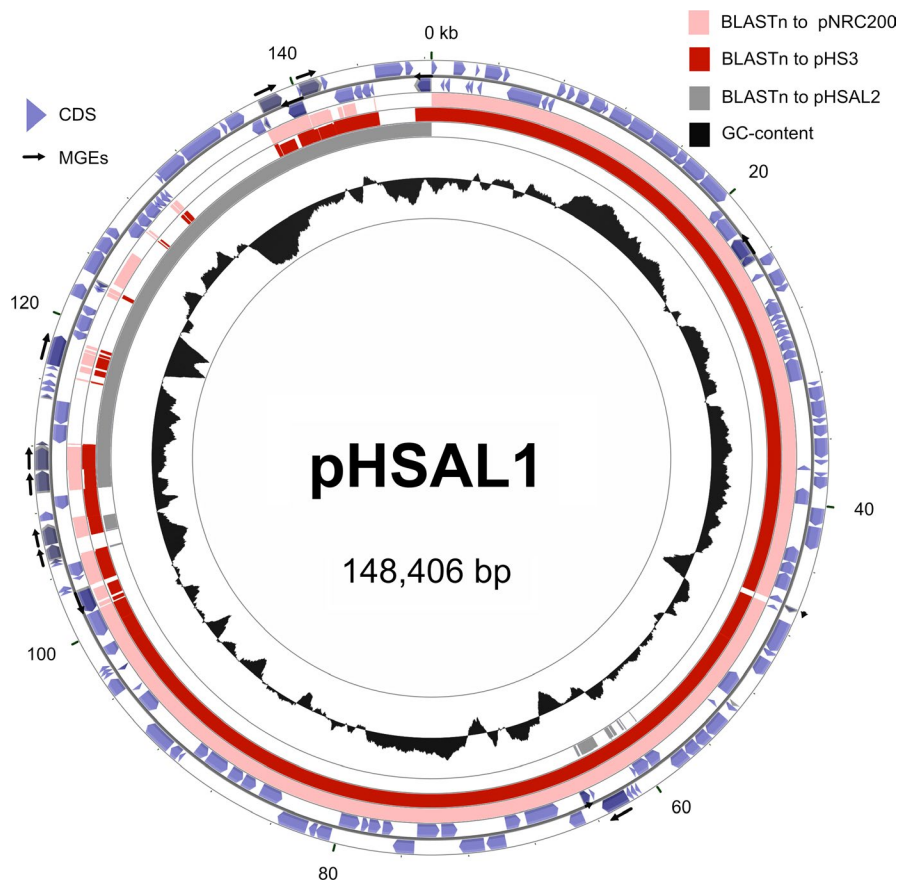 0 kb
BLASTn to pNRC200
BLASTn to pHS3
BLASTn to pHSAL2
GC-content
CDS
MGEs
140
20
120
40
pHSAL1
148,406 bp
100
60
80